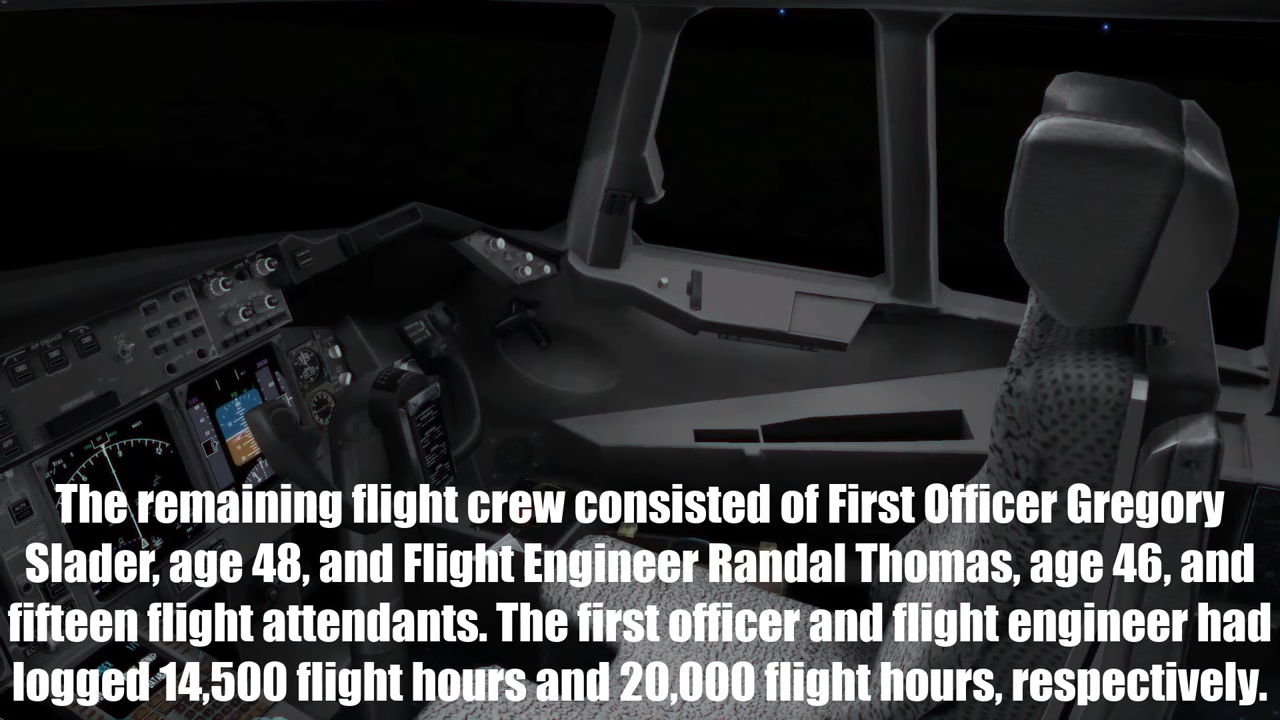 The remaining flight crew consisted of First Officer Gregory
Slader, age 48, and Flight Engineer Randal Thomas, age 46, and
fifteen flight attendants. The first officer and flight engineer had
logged 14,500 flight hours and 20,000 flight hours, respectively.